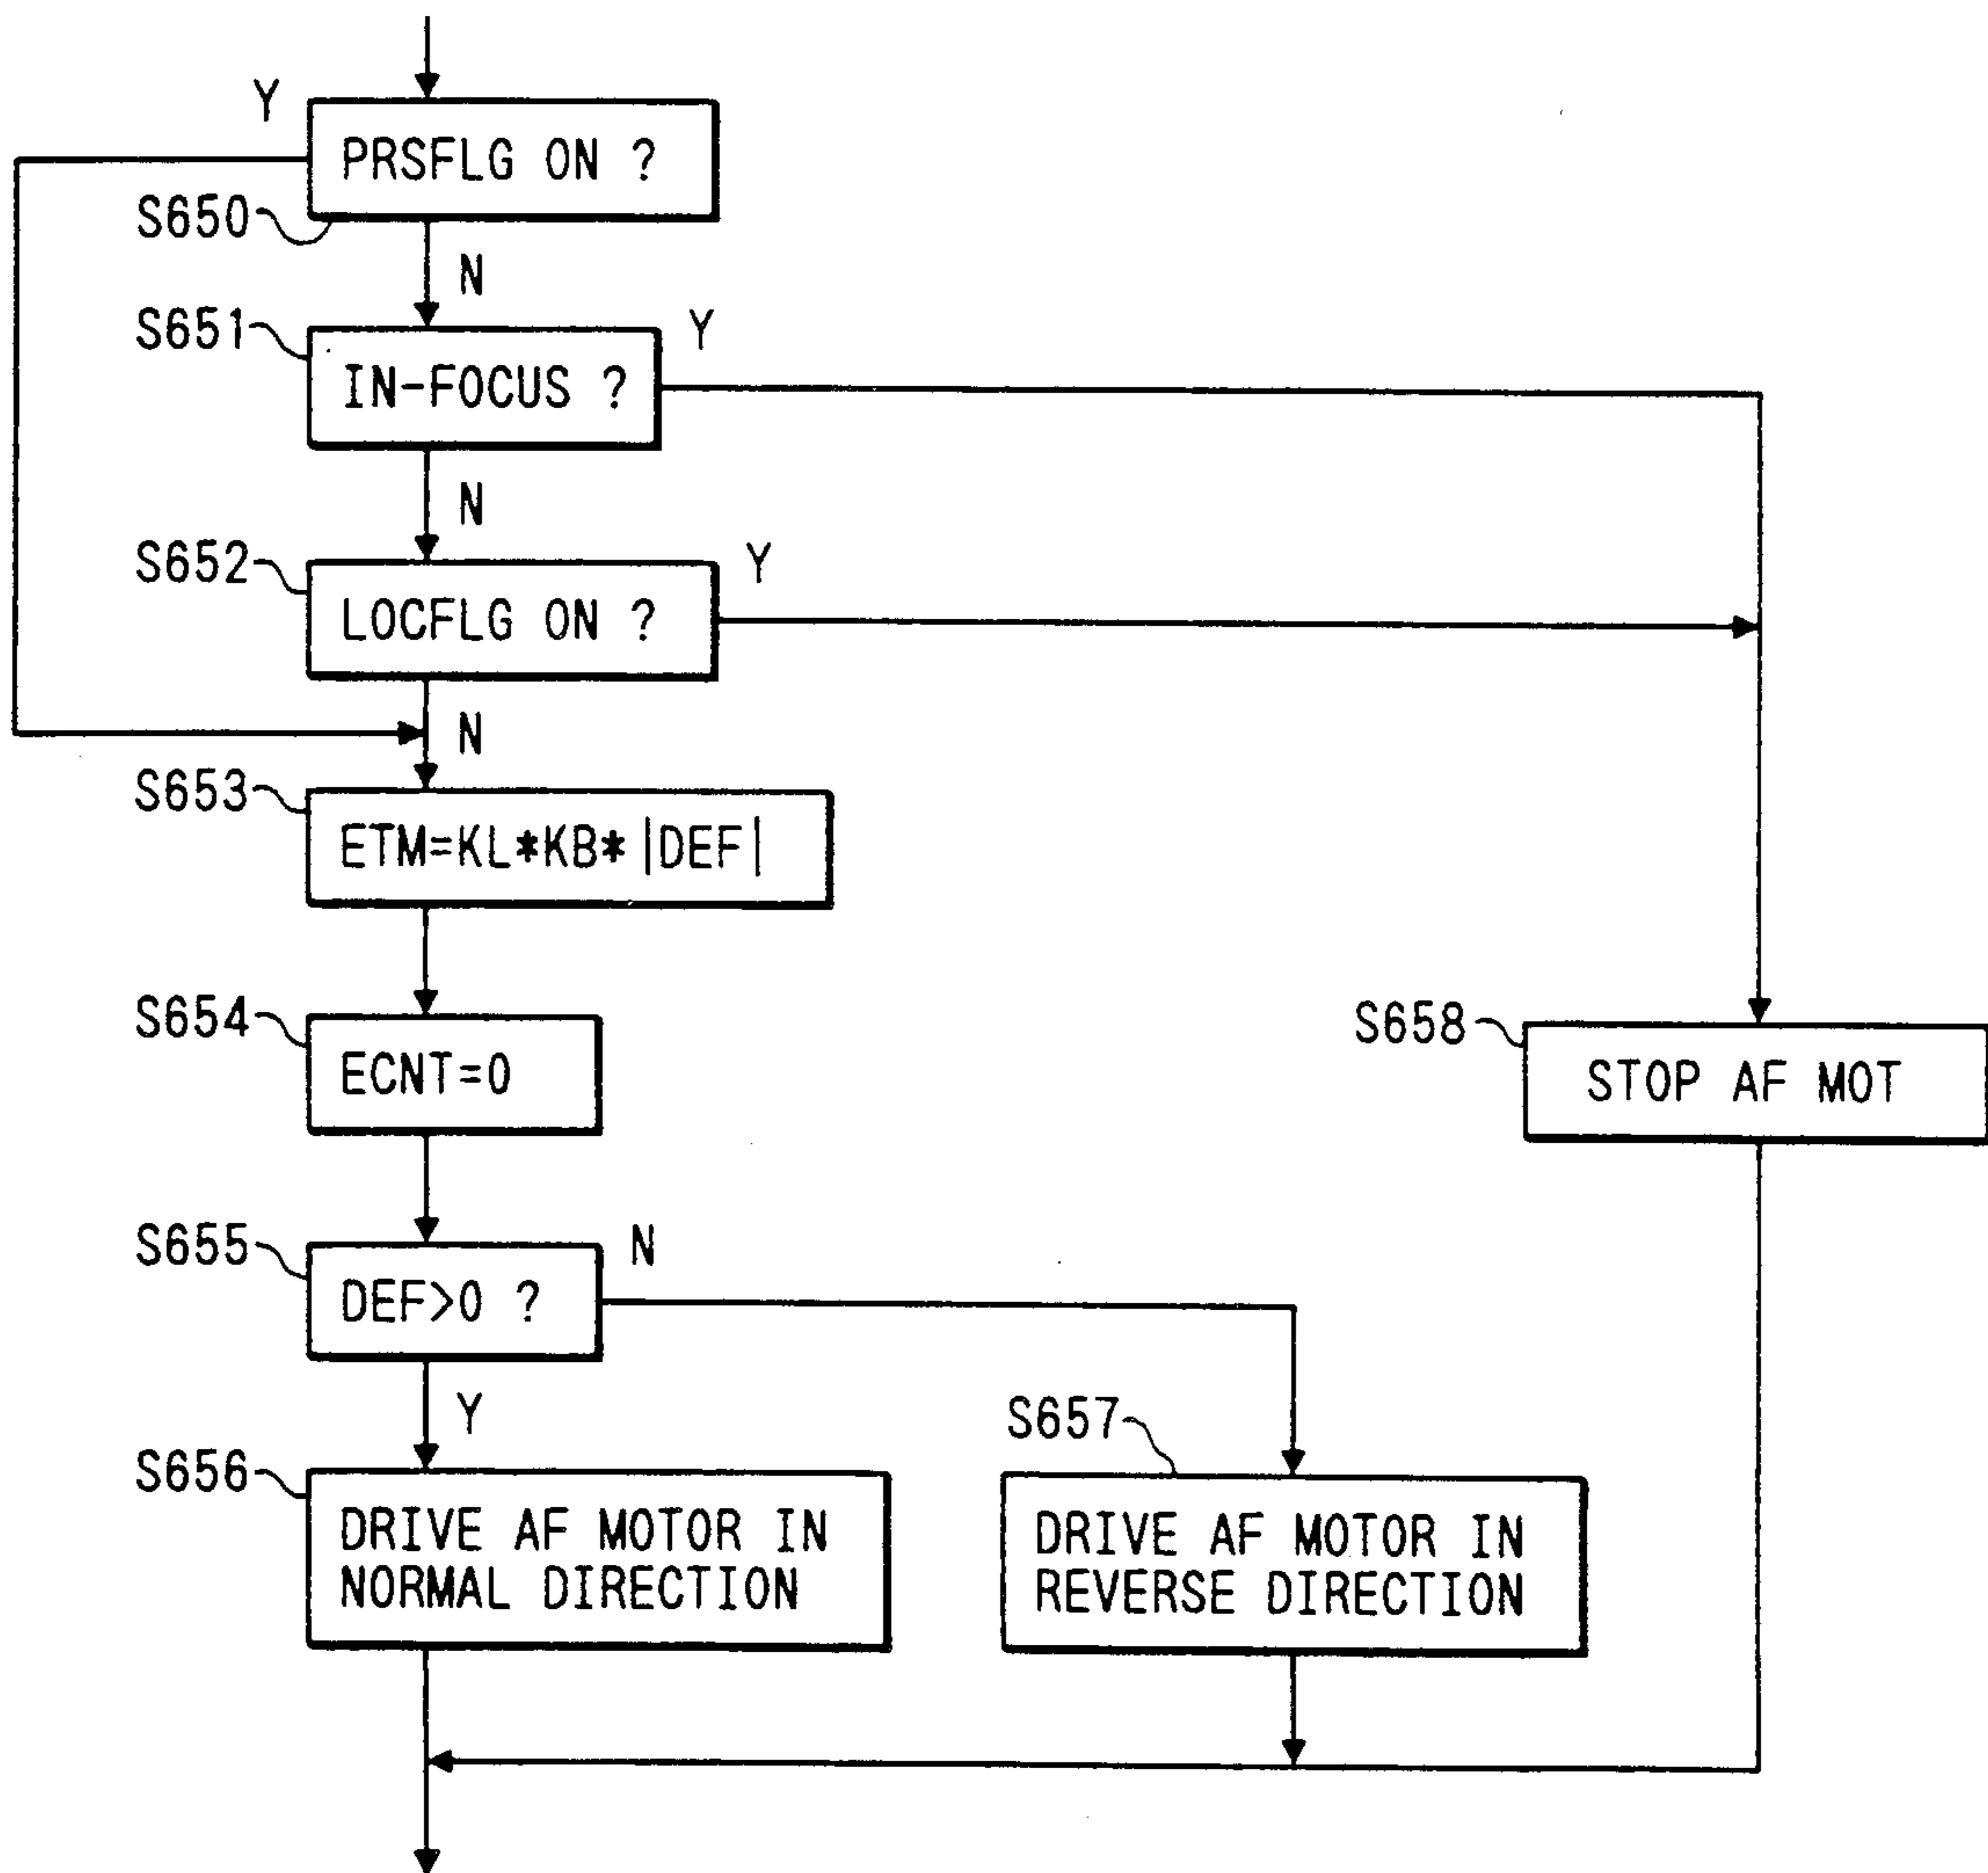 Y
PRSFLG ON ?
S650
N
S651
Y
IN-FOCUS ?
N
S652
Y
LOCFLG ON ?
N
S653
ETM=KL*KB*|DEF|
S654
ECNT=0
S658
STOP AF MOT
S655
N
DEF>0 ?
Y
S657
S656
DRIVE AF MOTOR IN
NORMAL DIRECTION
DRIVE AF MOTOR IN
REVERSE DIRECTION